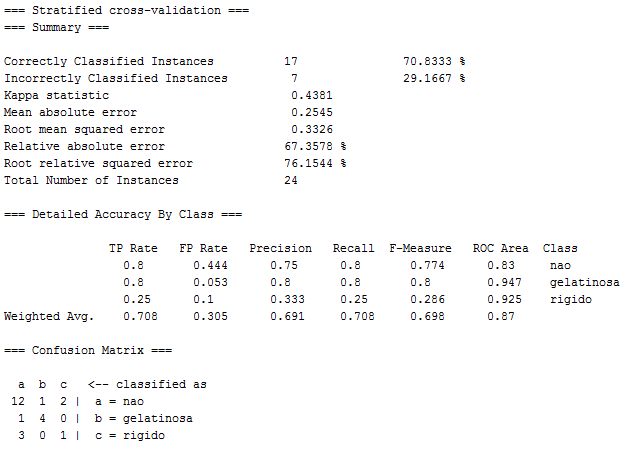 === Stratified cross-validation ===
=== Summary ===
Correctly Classified Instances 17 70.8333 %
Incorrectly Classified Instances 7 29.1667 %
Kappa statistic 0.4381
Mean absolute error 0.2545
Root mean squared error 0.3326
Relative absolute error 67.3578 %
Root relative squared error 76.1544 %
Total Number of Instances 24
=== Detailed Accuracy By Class ===
TP Rate FP Rate Precision Recall F-Measure ROC Area Class
0.8 0.444 0.75 0.8 0.774 0.83 nao
0.8 0.053 0.8 0.8 0.8 0.947 gelatinosa
0.25 0.1 0.333 0.25 0.286 0.925 rigido
Weighted Avg. 0.708 0.305 0.691 0.708 0.698 0.87
=== Confusion Matrix ===
a b c <-- classified as
12 1 2 | a = nao
1 4 0 | b = gelatinosa
3 0 1 | c = rigido